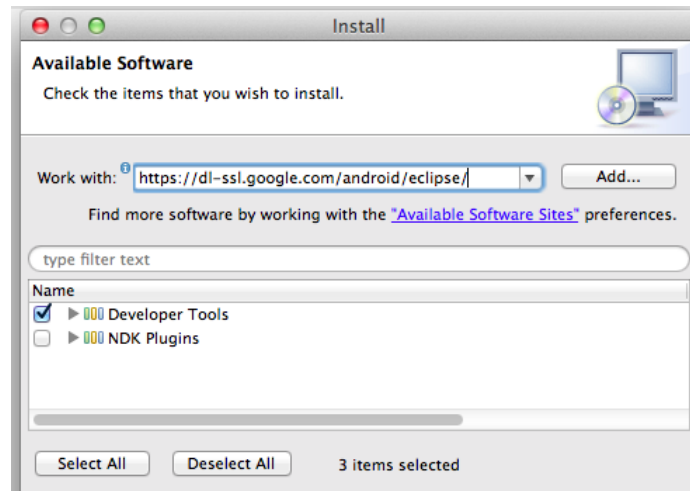 Install
Available Software
Check the items that you wish to install.
Work with: https://dl-ssl.google.com/android/eclipse/ Add...
Find more software by working with the "Available Software Sites" preferences.
type filter text
Name
Developer Tools
NDK Plugins
Select All Deselect All 3 items selected